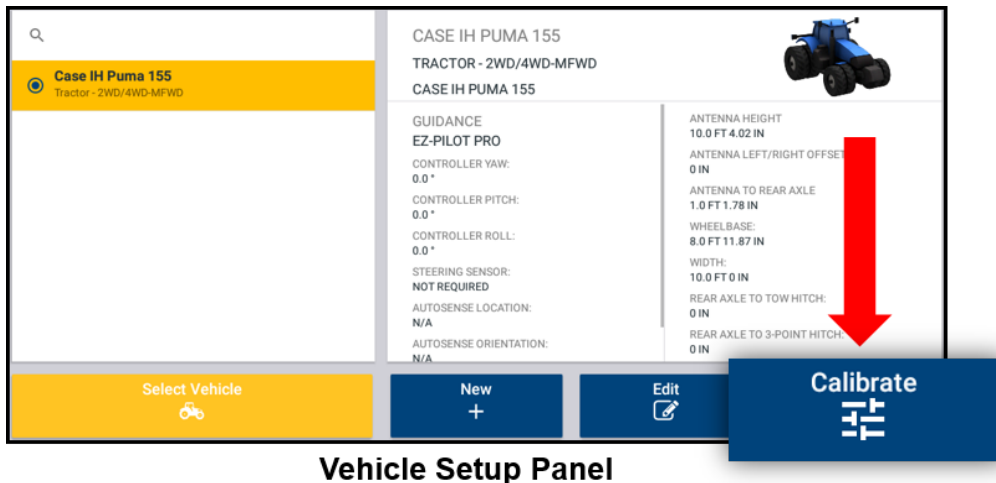 Case IH Puma 155
Tractor - 2WD/4WD-MFWD
Select Vehicle
CASE IH PUMA 155
TRACTOR - 2WD/4WD-MFWD
CASE IH PUMA 155
GUIDANCE
EZ-PILOT PRO
CONTROLLER YAW:
0.0 °
CONTROLLER PITCH:
0.0 °
CONTROLLER ROLL:
0.0 °
STEERING SENSOR:
NOT REQUIRED
AUTOSENSE LOCATION:
N/A
AUTOSENSE ORIENTATION:
N/A
ANTENNA HEIGHT
10.0 FT 4.02 IN
ANTENNA LEFT/RIGHT OFFSET
0 IN
ANTENNA TO REAR AXLE
1.0 FT 1.78 IN
WHEELBASE:
8.0 FT 11.87 IN
WIDTH:
10.0 FT 0 IN
REAR AXLE TO TOW HITCH:
0 IN
REAR AXLE TO 3-POINT HITCH:
0 IN
New
Edit
Calibrate
Vehicle Setup Panel